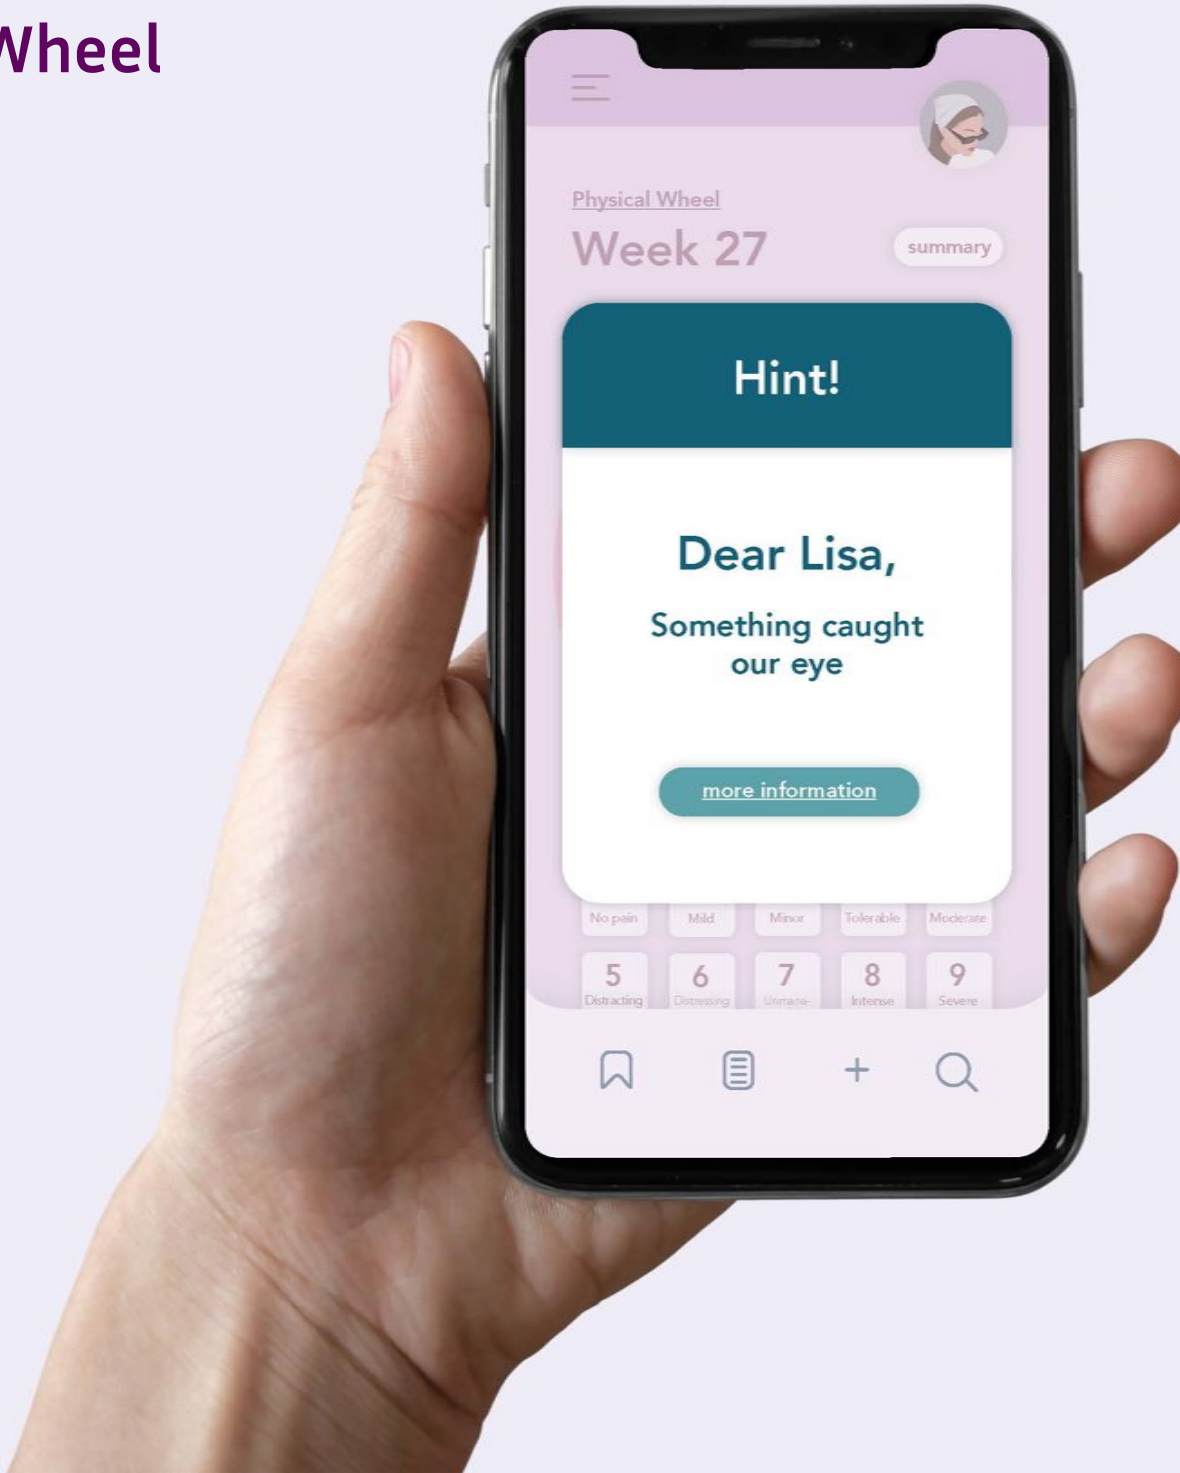 Wheel
Physical Wheel
Week 27
summary
Hint!
Dear Lisa,
Something caught
our eye
more information
No pain Mild Minor Tolerable Moderate
5 6 7 8 9
Distracting Distressing Unmana- Intense Severe